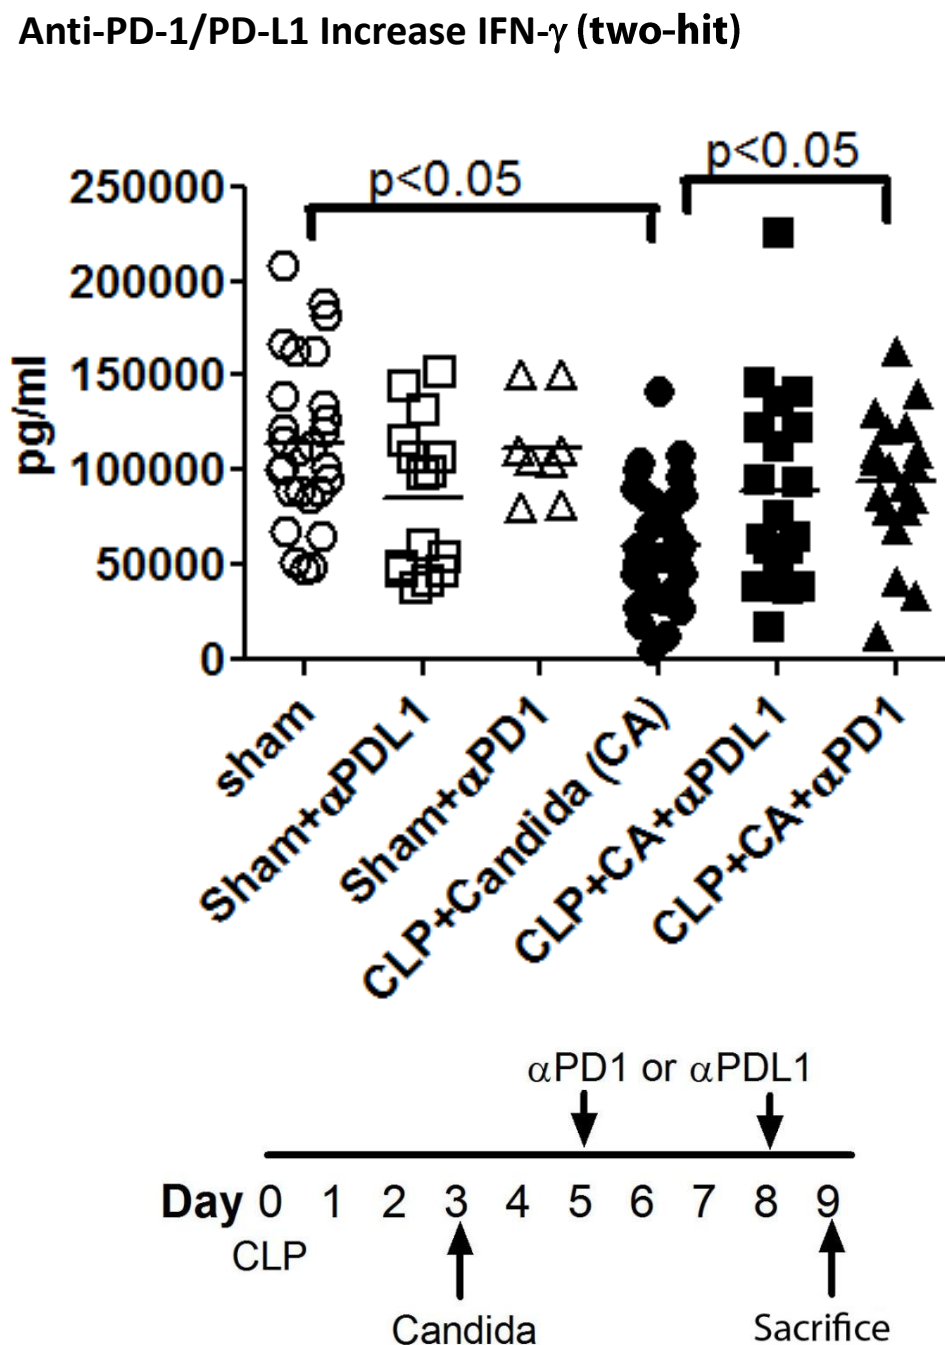 Anti-PD-1/PD-L1 Increase IFN-γ (two-hit)
p<0.05
p<0.05
250000
200000
150000
100000
50000
0
pg/ml
sham
Sham+αPDL1
Sham+αPD1
CLP+Candida (CA)
CLP+CA+αPDL1
CLP+CA+αPD1
αPD1 or αPDL1
Day 0 1 2 3 4 5 6 7 8 9
CLP
Candida
Sacrifice